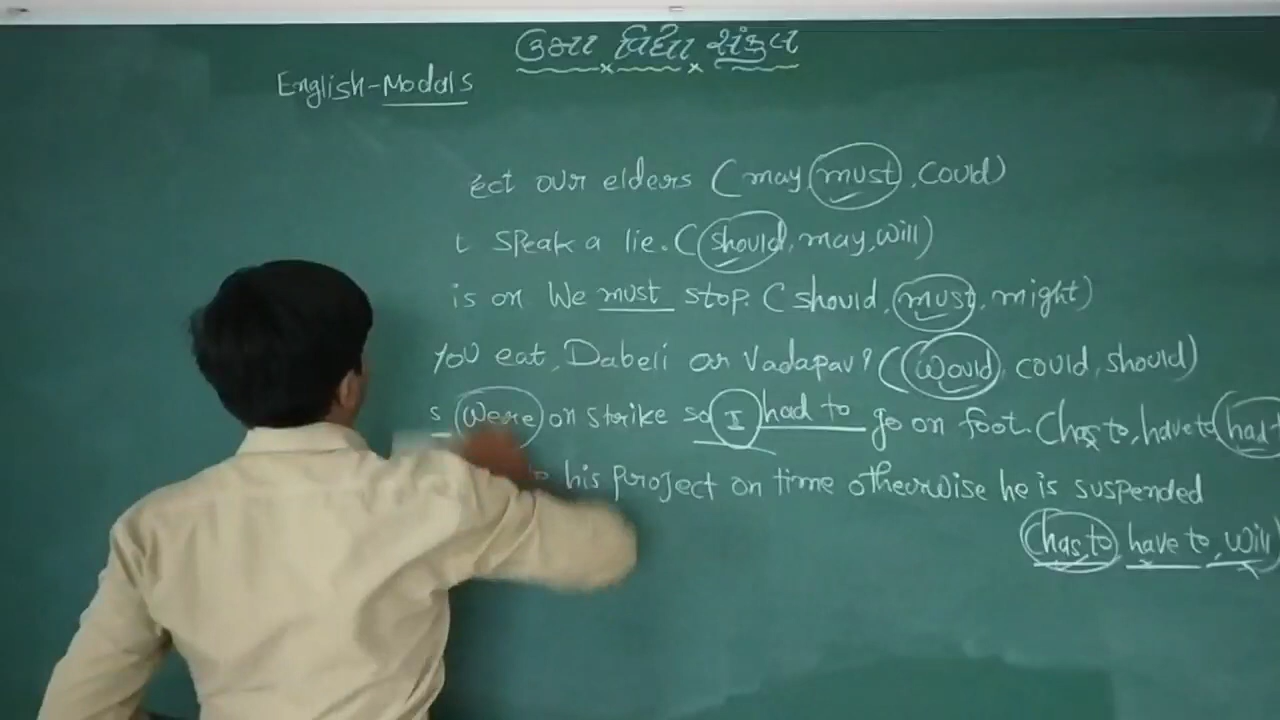 ઉમા વિદ્યા સંકુલ
English-Modals
ect our elders (may, must, could)
t speak a lie. (should, may, will)
is on We must stop. (should, must, might)
you eat, Dabeli or Vadapav? (would, could, should)
s were on strike so I had to go on foot. (has to, have to, had t
his project on time otherwise he is suspended
(has to, have to, will)